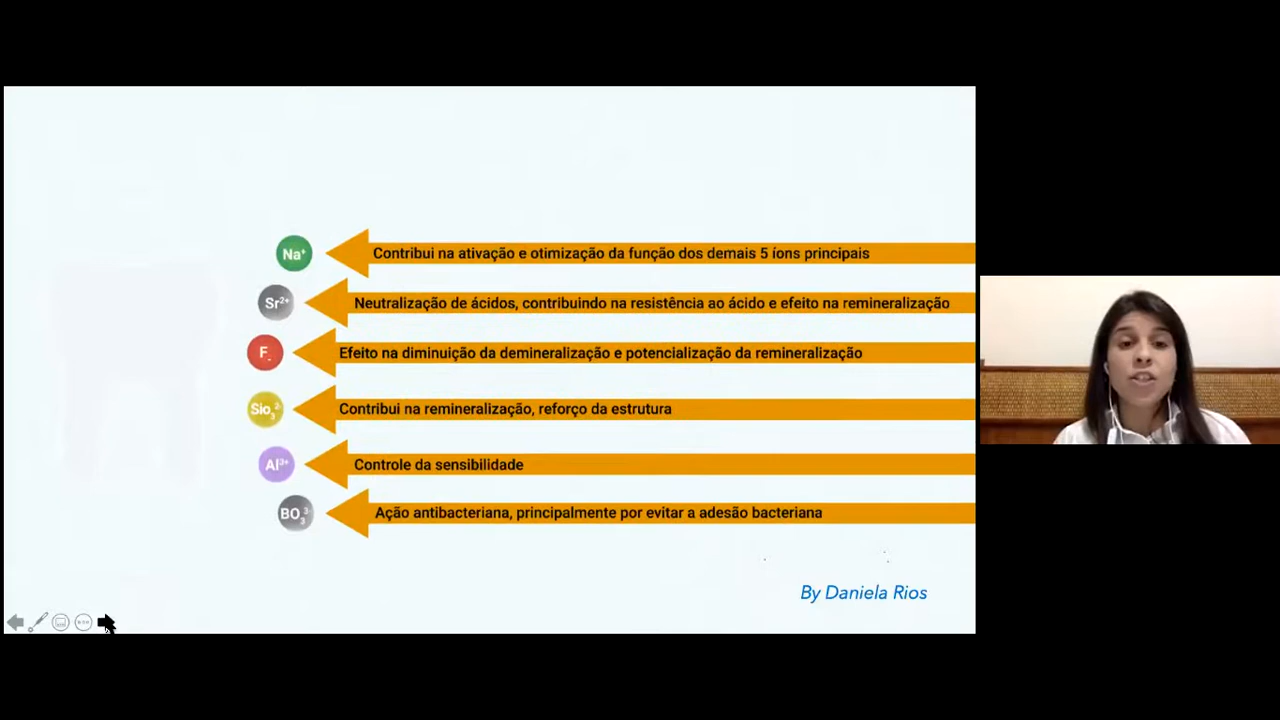 Na⁺ Contribui na ativação e otimização da função dos demais 5 íons principais
Sr²⁺ Neutralização de ácidos, contribuindo na resistência ao ácido e efeito na remineralização
F- Efeito na diminuição da demineralização e potencialização da remineralização
Sio₃²⁻ Contribui na remineralização, reforço da estrutura
Al³⁺ Controle da sensibilidade
BO₃³⁻ Ação antibacteriana, principalmente por evitar a adesão bacteriana
By Daniela Rios